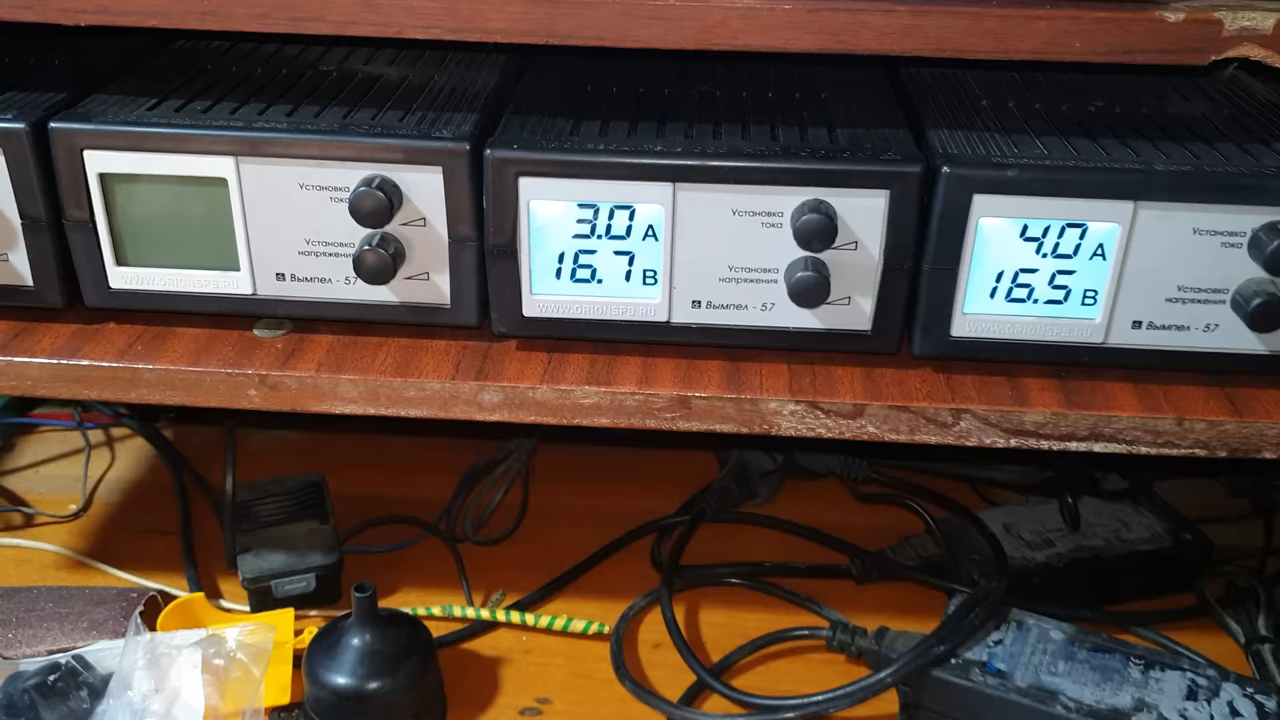 Установка
тока
Установка
напряжения
Вымпел - 57
WWW.ORIONSPB.RU
3.0 A
16.7 В
Установка
тока
Установка
напряжения
Вымпел - 57
WWW.ORIONSPB.RU
4.0 A
16.5 В
Установка
тока
Установка
напряжения
Вымпел - 57
WWW.ORIONSPB.RU